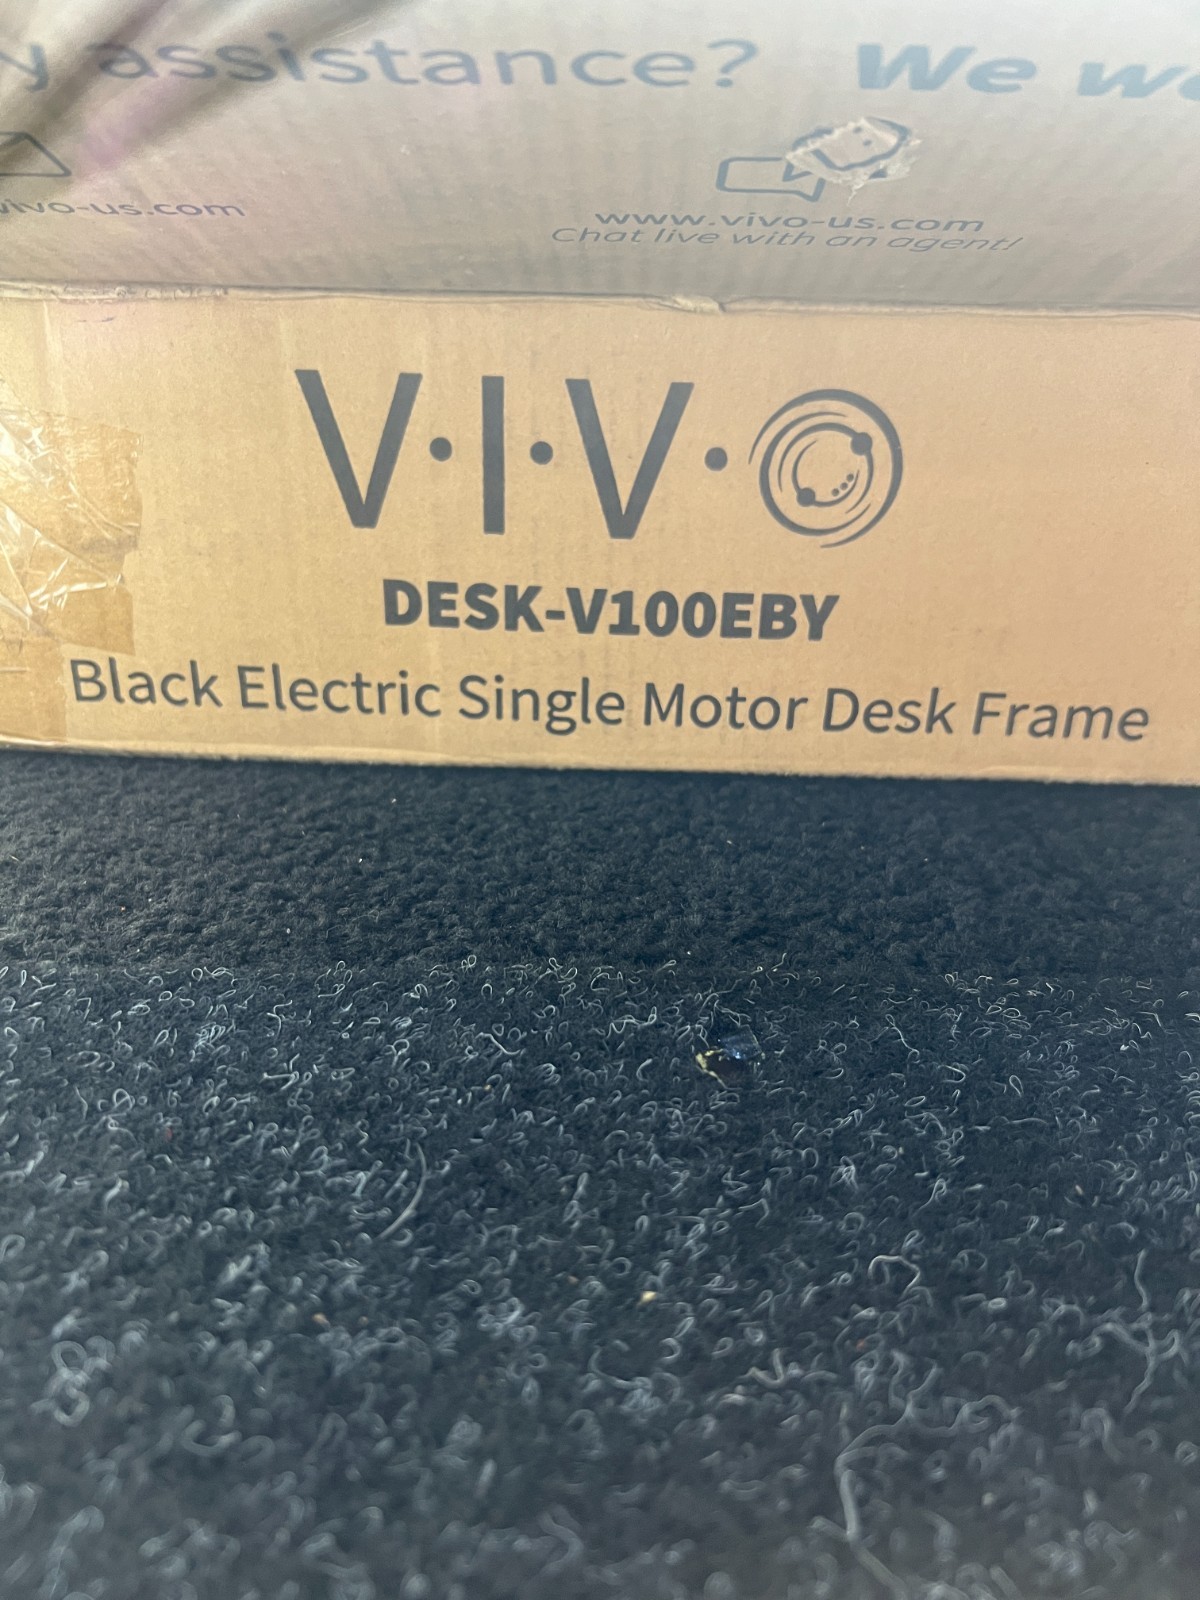 assistance? We
vivo-us.com
www.vivo-us.com
Chat live with an agent!
V·I·V·O
DESK-V100EBY
Black Electric Single Motor Desk Frame